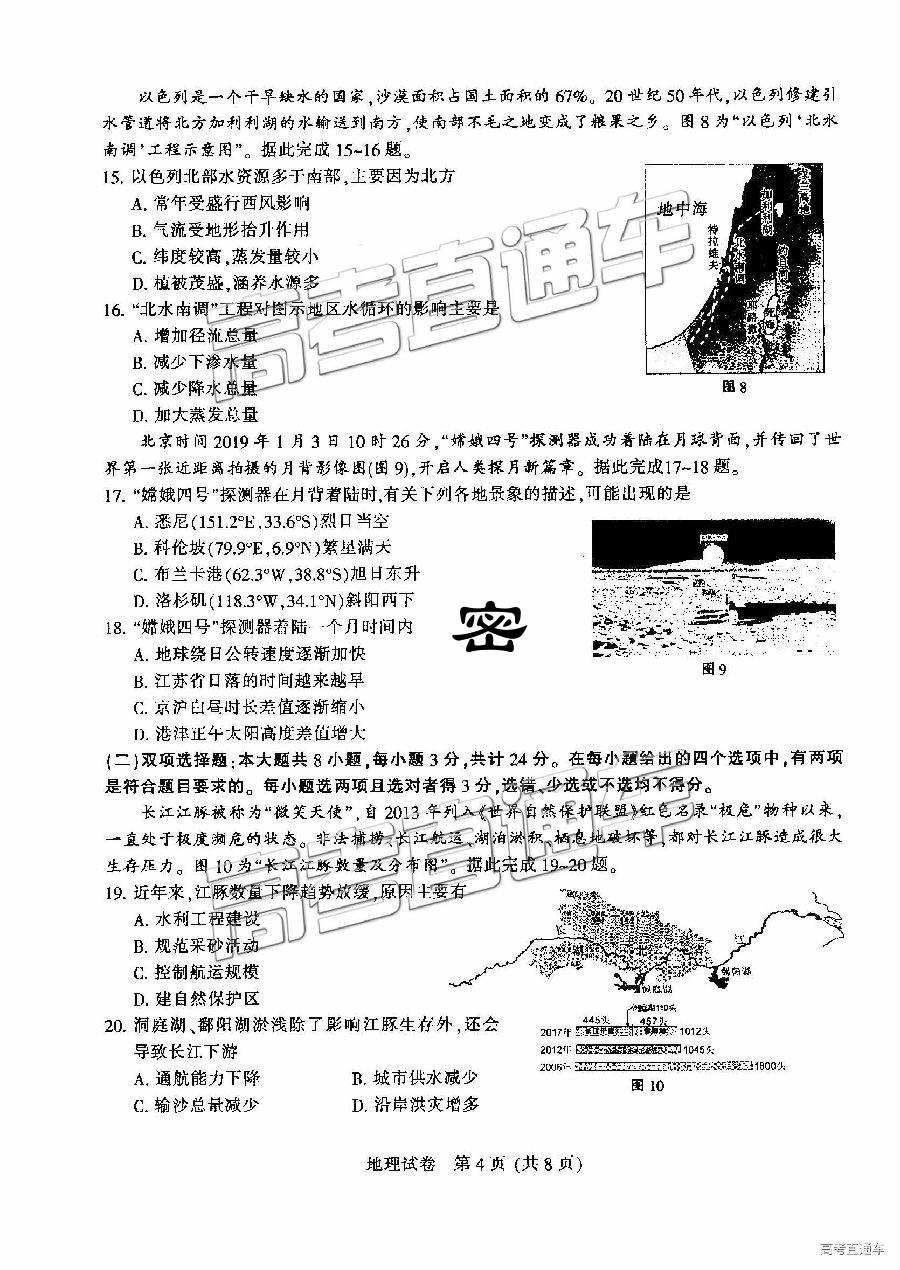 以色列是一个干旱缺水的国家,沙漠面积占国土面积的67%。20世纪50年代,以色列修建引
水管道将北方加利利湖的水输送到南方,使南部不毛之地变成了粮果之乡。图8为“以色列‘北水
南调’工程示意图”。据此完成15~16题。
15. 以色列北部水资源多于南部,主要因为北方
A. 常年受盛行西风影响
B. 气流受地形抬升作用
C. 纬度较高,蒸发量较小
D. 植被茂盛,涵养水源多
地中海
特拉维夫
加利利湖
约旦河
死海
图8
16. “北水南调”工程对图示地区水循环的影响主要是
A. 增加径流总量
B. 减少下渗水量
C. 减少降水总量
D. 加大蒸发总量
北京时间2019年1月3日10时26分,“嫦娥四号”探测器成功着陆在月球背面,并传回了世
界第一张近距离拍摄的月背影像图(图9),开启人类探月新篇章。据此完成17~18题。
17. “嫦娥四号”探测器在月背着陆时,有关下列各地景象的描述,可能出现的是
A. 悉尼(151.2°E,33.6°S)烈日当空
B. 科伦坡(79.9°E,6.9°N)繁星满天
C. 布兰卡港(62.3°W,38.8°S)旭日东升
D. 洛杉矶(118.3°W,34.1°N)斜阳西下
图9
密
18. “嫦娥四号”探测器着陆一个月时间内
A. 地球绕日公转速度逐渐加快
B. 江苏省日落的时间越来越早
C. 京沪白昼时长差值逐渐缩小
D. 港津正午太阳高度差值增大
(二)双项选择题:本大题共8小题,每小题3分,共计24分。在每小题给出的四个选项中,有两项
是符合题目要求的。每小题选两项且选对者得3分,选错、少选或不选均不得分。
长江江豚被称为“微笑天使”,自2013年列入《世界自然保护联盟》红色名录“极危”物种以来,
一直处于极度濒危的状态。非法捕捞、长江航运、湖泊淤积、栖息地破坏等,都对长江江豚造成很大
生存压力。图10为“长江江豚数量及分布图”。据此完成19~20题。
19. 近年来,江豚数量下降趋势放缓,原因主要有
A. 水利工程建设
B. 规范采砂活动
C. 控制航运规模
D. 建自然保护区
洞庭湖
鄱阳湖
洞庭湖110头
445头 457头
2017年 1012头
2012年 1045头
2006年 1800头
图10
20. 洞庭湖、鄱阳湖淤浅除了影响江豚生存外,还会
导致长江下游
A. 通航能力下降 B. 城市供水减少
C. 输沙总量减少 D. 沿岸洪灾增多
地理试卷 第4页(共8页)
高考直通车
高考直通车
高考直通车